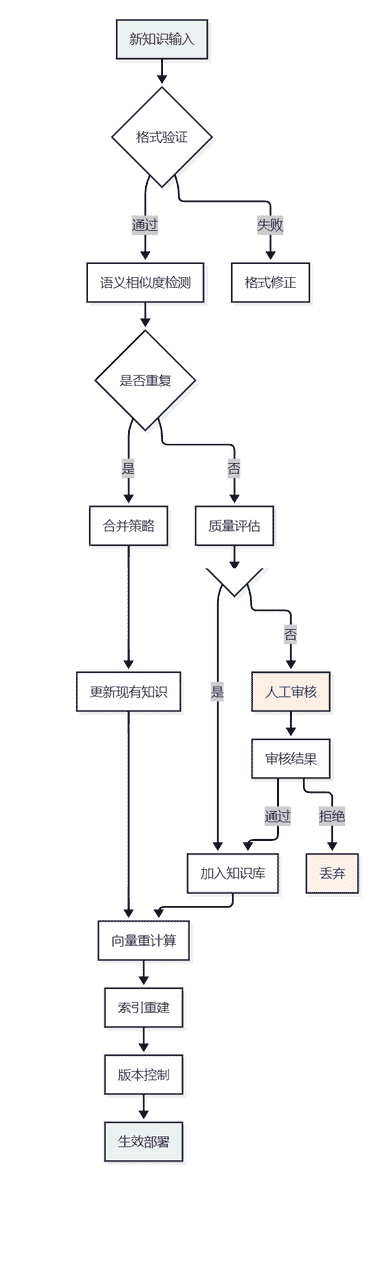 新知识输入
格式验证
通过
失败
语义相似度检测
格式修正
是否重复
是
否
合并策略
质量评估
否
更新现有知识
是
人工审核
审核结果
通过
拒绝
加入知识库
丢弃
向量重计算
索引重建
版本控制
生效部署